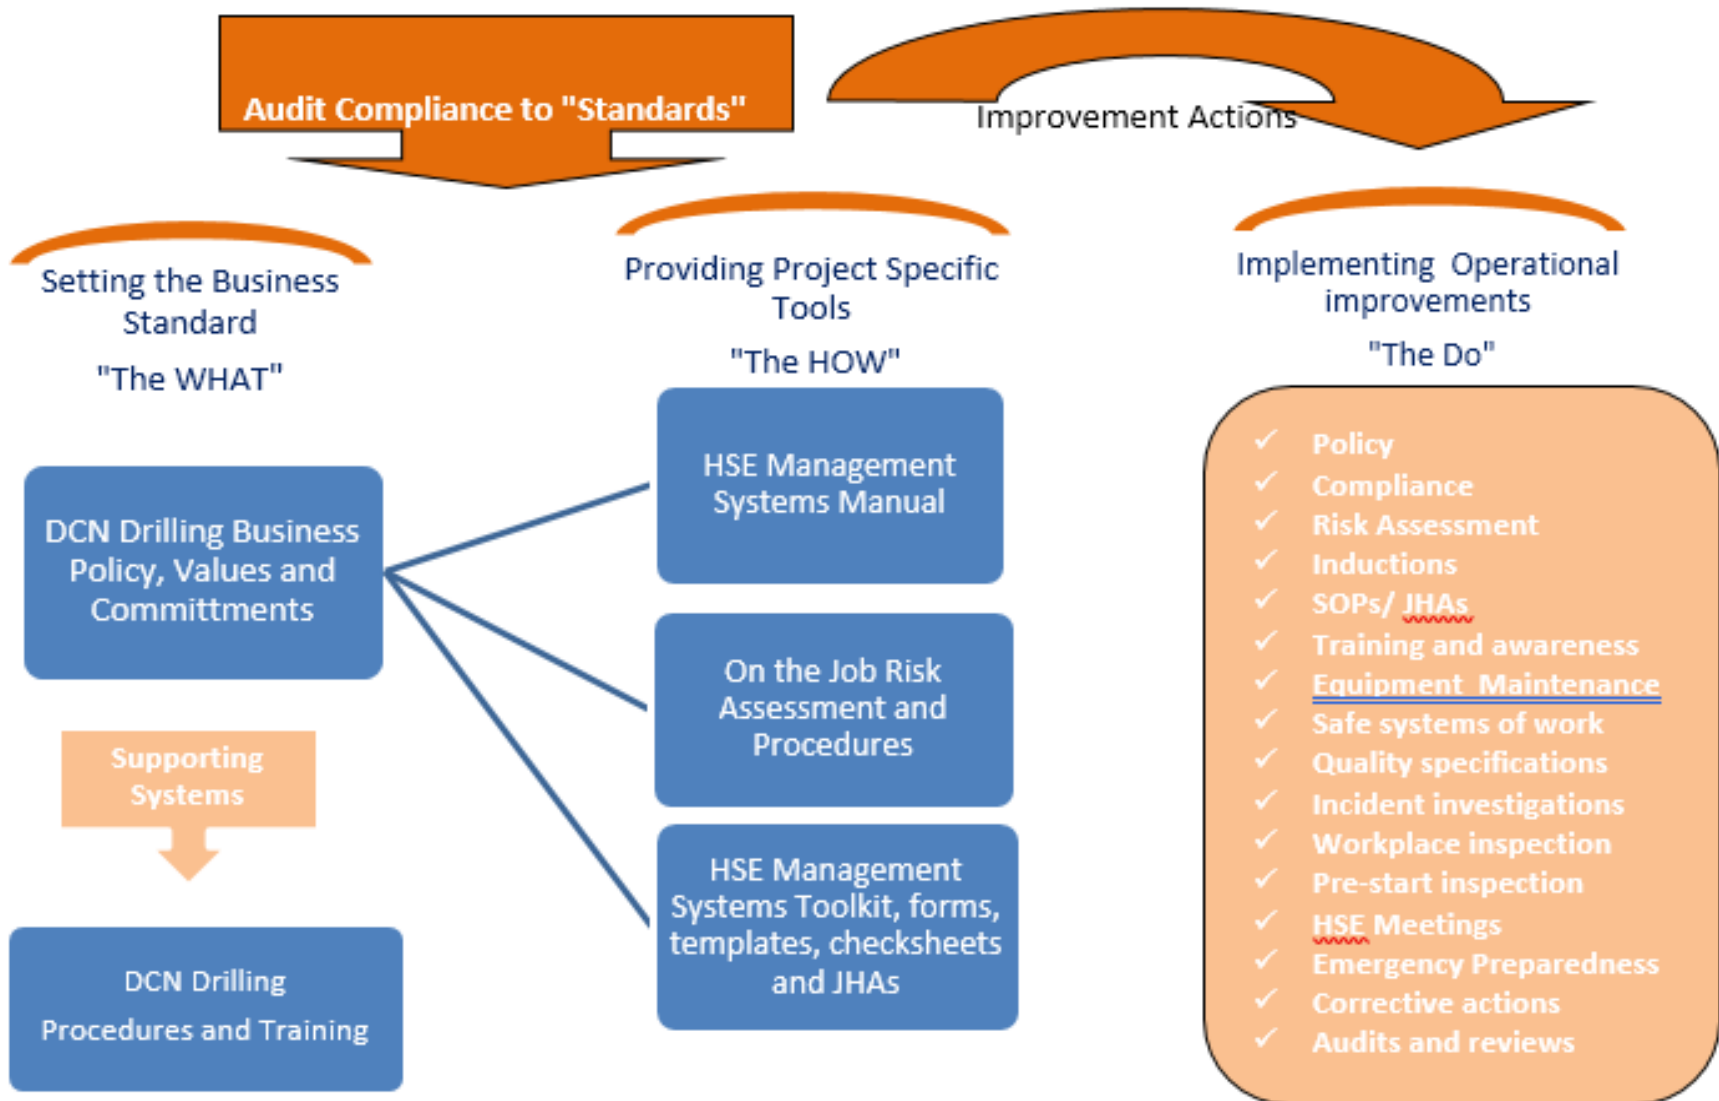 Audit Compliance to "Standards"
Improvement Actions
Setting the Business
Standard
"The WHAT"
DCN Drilling Business
Policy, Values and
Committments
Supporting
Systems
DCN Drilling
Procedures and Training
Providing Project Specific
Tools
"The HOW"
HSE Management
Systems Manual
On the Job Risk
Assessment and
Procedures
HSE Management
Systems Toolkit, forms,
templates, checksheets
and JHAs
Implementing  Operational
improvements
"The Do"
✓ Policy
✓ Compliance
✓ Risk Assessment
✓ Inductions
✓ SOPs/ JHAs
✓ Training and awareness
✓ Equipment  Maintenance
✓ Safe systems of work
✓ Quality specifications
✓ Incident investigations
✓ Workplace inspection
✓ Pre-start inspection
✓ HSE Meetings
✓ Emergency Preparedness
✓ Corrective actions
✓ Audits and reviews